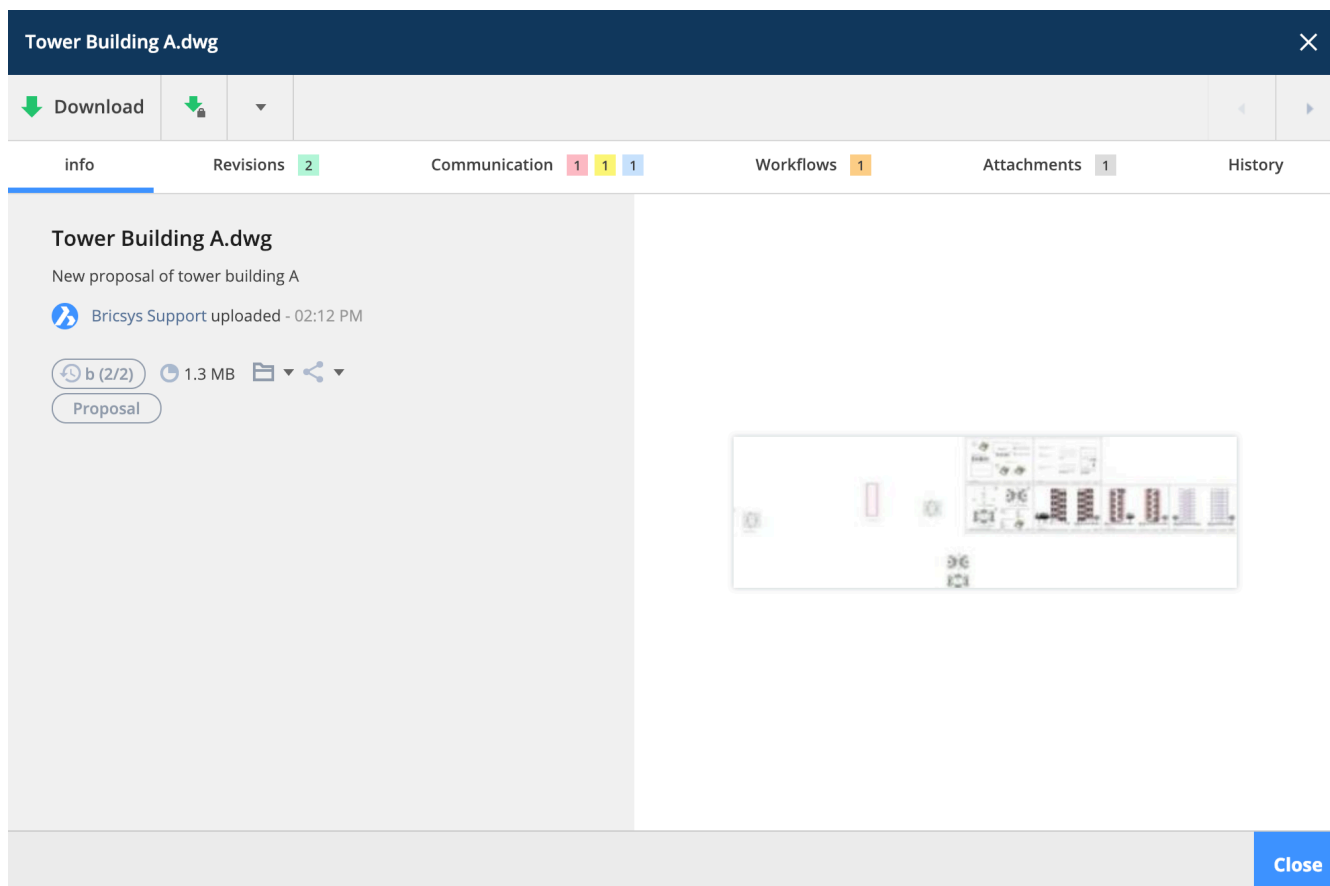 Tower Building A.dwg
Download
info Revisions 2 Communication 1 1 1 Workflows 1 Attachments 1 History
Tower Building A.dwg
New proposal of tower building A
Bricsys Support uploaded - 02:12 PM
b (2/2) 1.3 MB
Proposal
Close